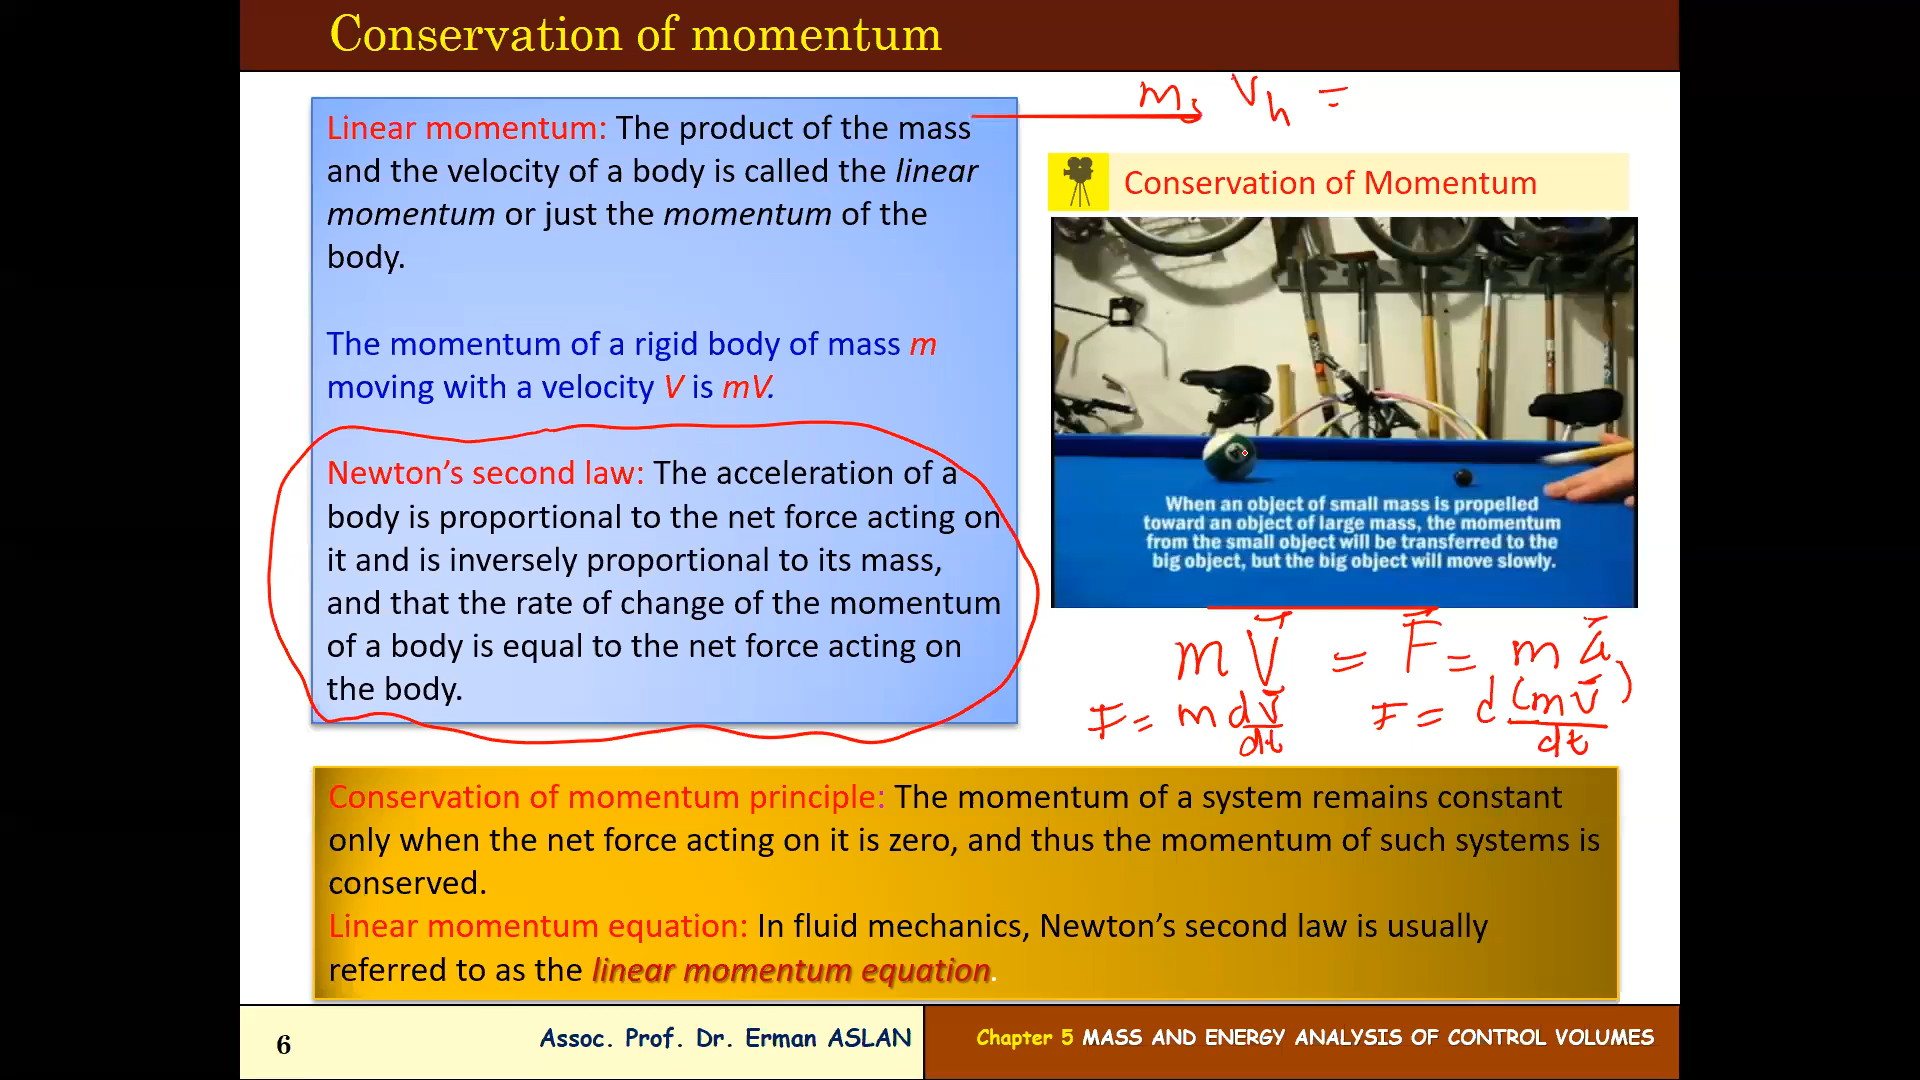 Conservation of momentum
m_s V_h =
Linear momentum: The product of the mass
and the velocity of a body is called the linear
momentum or just the momentum of the
body.
The momentum of a rigid body of mass m
moving with a velocity V is mV.
Newton's second law: The acceleration of a
body is proportional to the net force acting on
it and is inversely proportional to its mass,
and that the rate of change of the momentum
of a body is equal to the net force acting on
the body.
Conservation of Momentum
When an object of small mass is propelled
toward an object of large mass, the momentum
from the small object will be transferred to the
big object, but the big object will move slowly.
m V⃗ = F⃗ = m a⃗
F = m dV⃗/dt F = d(mV⃗)/dt
Conservation of momentum principle: The momentum of a system remains constant
only when the net force acting on it is zero, and thus the momentum of such systems is
conserved.
Linear momentum equation: In fluid mechanics, Newton's second law is usually
referred to as the linear momentum equation.
6
Assoc. Prof. Dr. Erman ASLAN
Chapter 5 MASS AND ENERGY ANALYSIS OF CONTROL VOLUMES